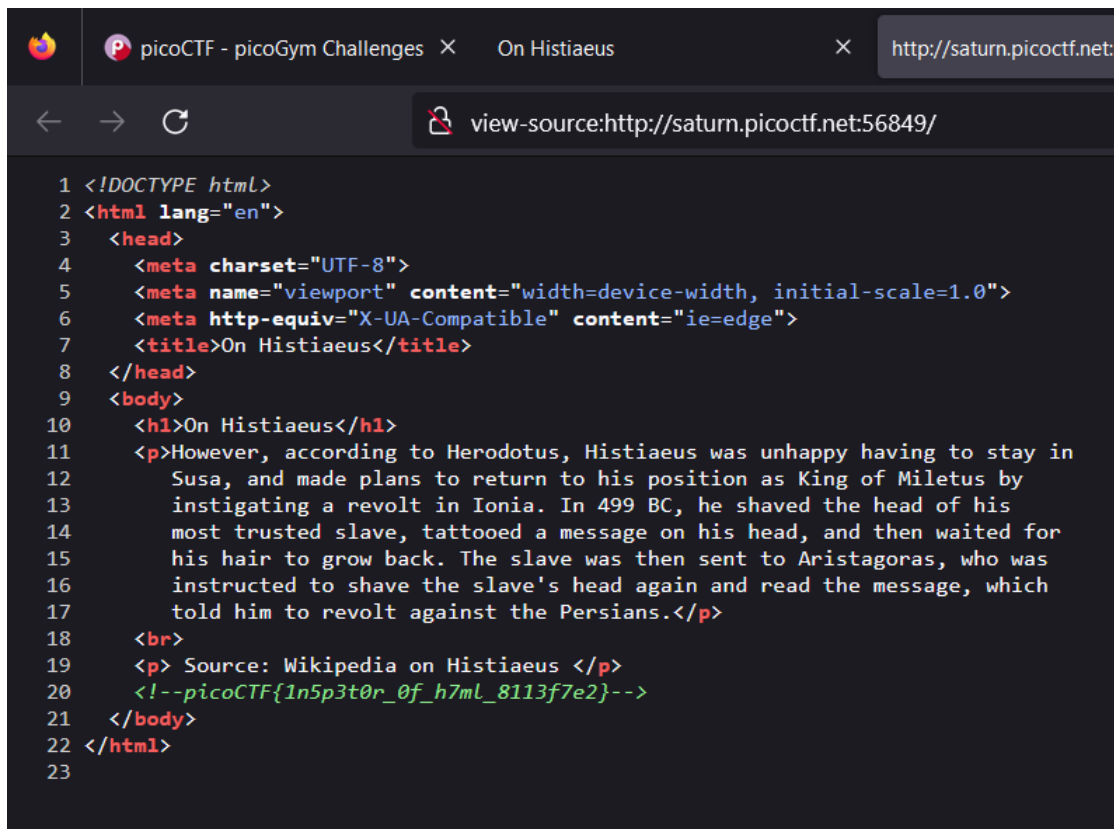 picoCTF - picoGym Challenges
On Histiaeus
http://saturn.picoctf.net:
view-source:http://saturn.picoctf.net:56849/
1 <!DOCTYPE html>
2 <html lang="en">
3   <head>
4     <meta charset="UTF-8">
5     <meta name="viewport" content="width=device-width, initial-scale=1.0">
6     <meta http-equiv="X-UA-Compatible" content="ie=edge">
7     <title>On Histiaeus</title>
8   </head>
9   <body>
10     <h1>On Histiaeus</h1>
11     <p>However, according to Herodotus, Histiaeus was unhappy having to stay in
12        Susa, and made plans to return to his position as King of Miletus by
13        instigating a revolt in Ionia. In 499 BC, he shaved the head of his
14        most trusted slave, tattooed a message on his head, and then waited for
15        his hair to grow back. The slave was then sent to Aristagoras, who was
16        instructed to shave the slave's head again and read the message, which
17        told him to revolt against the Persians.</p>
18     <br>
19     <p> Source: Wikipedia on Histiaeus </p>
20     <!--picoCTF{1n5p3t0r_0f_h7ml_8113f7e2}-->
21   </body>
22 </html>
23